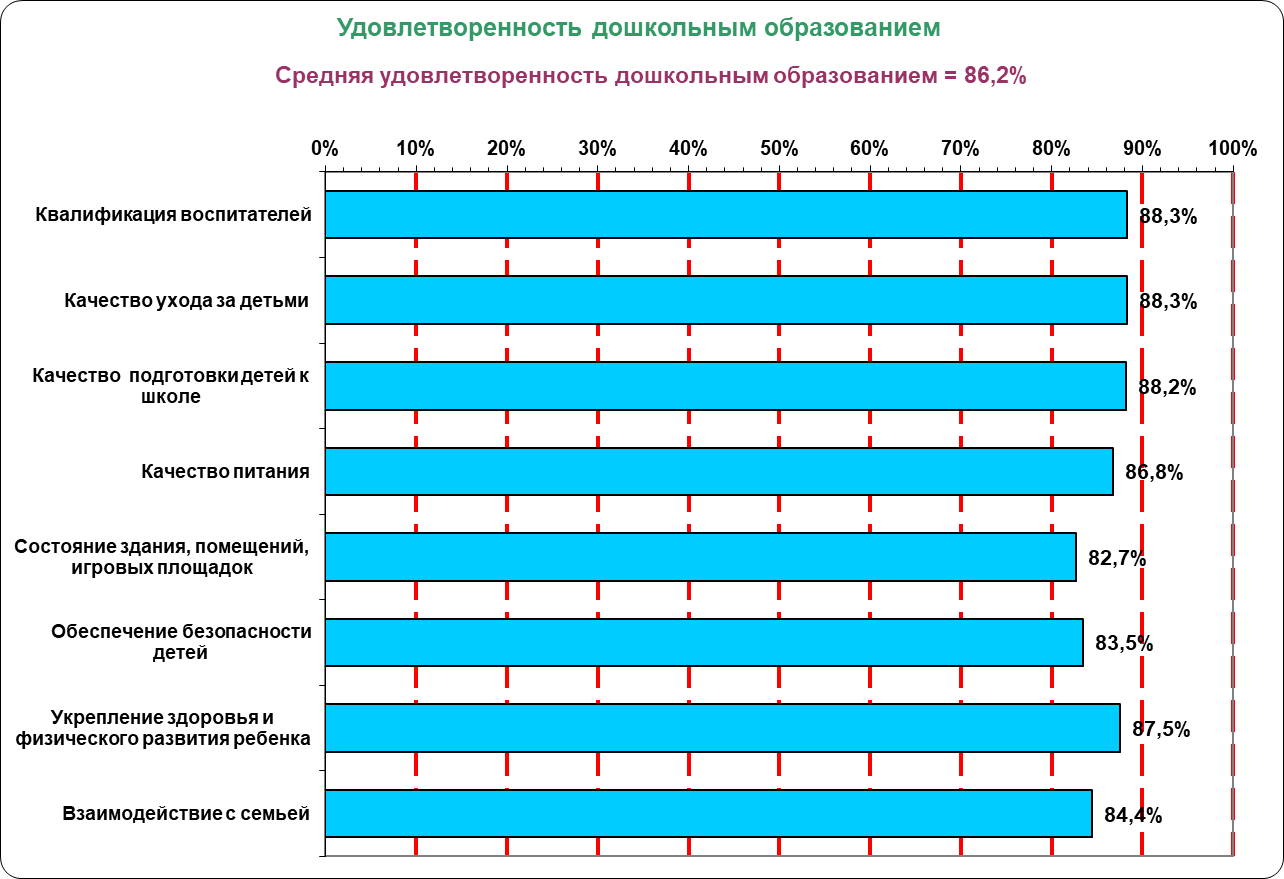 Удовлетворенность дошкольным образованием
Средняя удовлетворенность дошкольным образованием = 86,2%
0% 10% 20% 30% 40% 50% 60% 70% 80% 90% 100%
Квалификация воспитателей 88,3%
Качество ухода за детьми 88,3%
Качество подготовки детей к
школе 88,2%
Качество питания 86,8%
Состояние здания, помещений,
игровых площадок 82,7%
Обеспечение безопасности
детей 83,5%
Укрепление здоровья и
физического развития ребенка 87,5%
Взаимодействие с семьей 84,4%